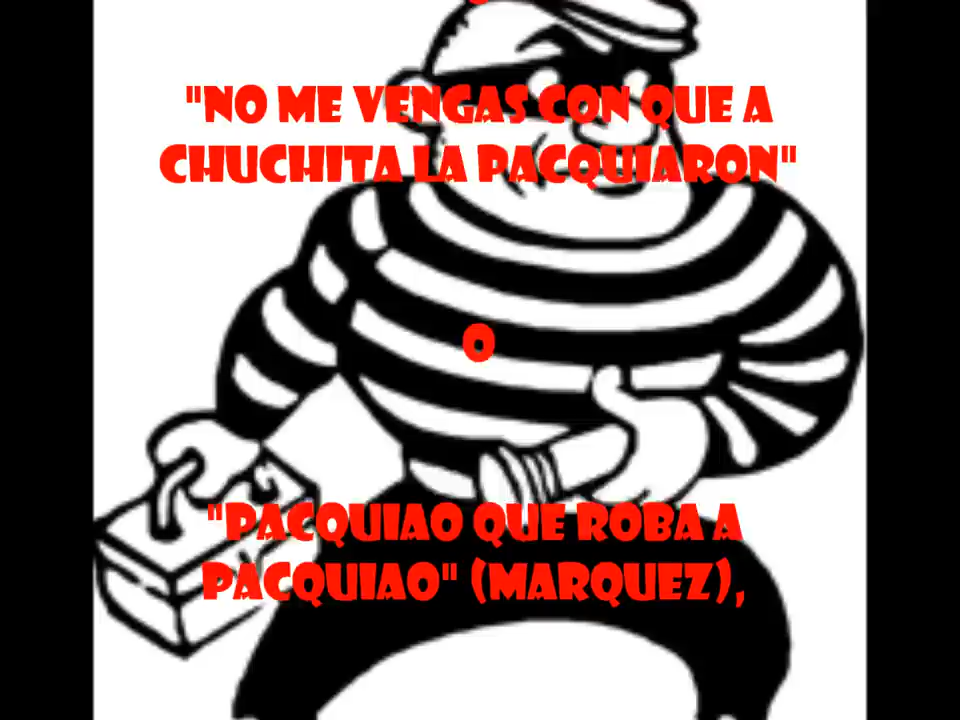 "NO ME VENGAS CON QUE A
CHUCHITA LA PACQUIARON"
O
"PACQUIAO QUE ROBA A
PACQUIAO" (MARQUEZ),